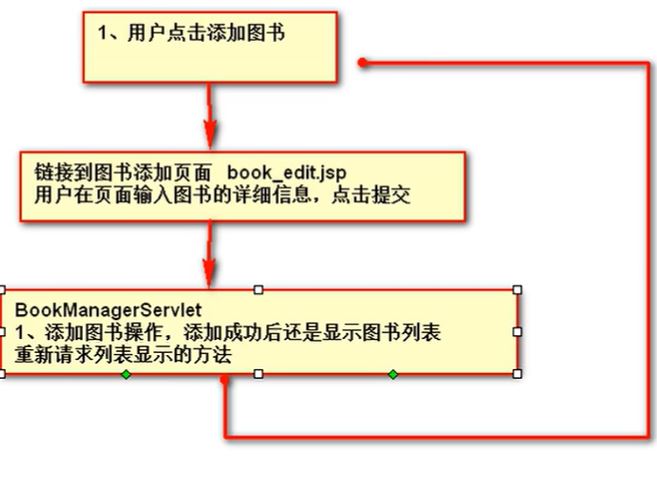 1、用户点击添加图书
链接到图书添加页面 book_edit.jsp
用户在页面输入图书的详细信息，点击提交
BookManagerServlet
1、添加图书操作，添加成功后还是显示图书列表
重新请求列表显示的方法